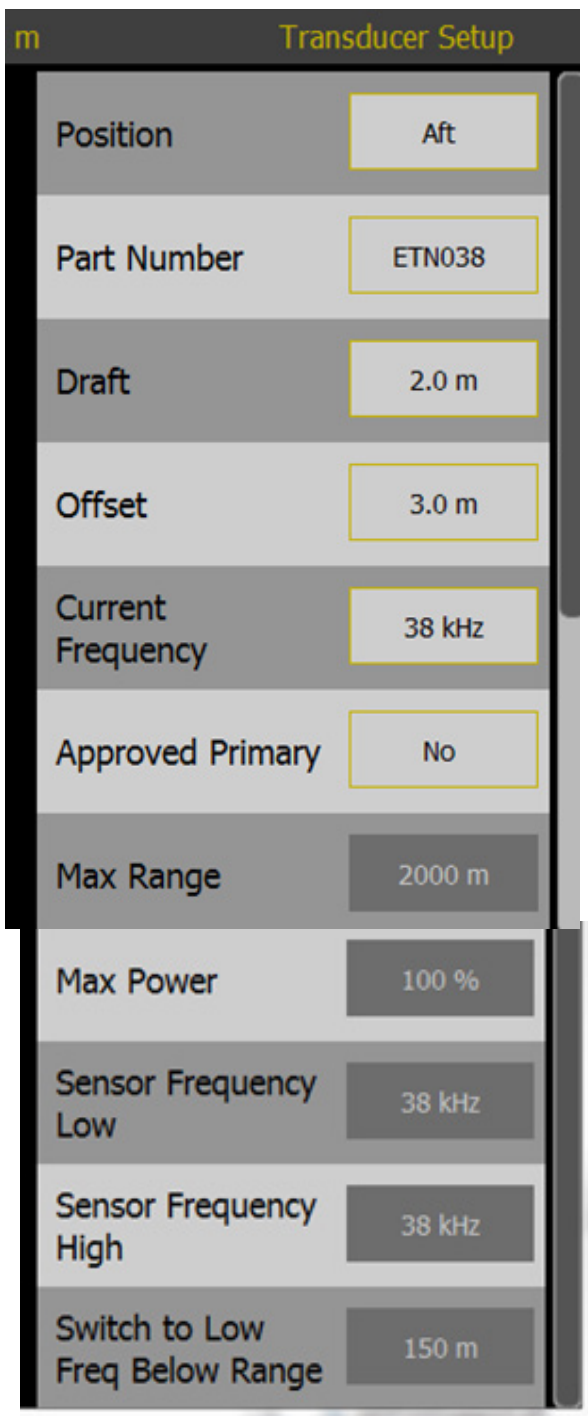 m Transducer Setup
Position Aft
Part Number ETN038
Draft 2.0 m
Offset 3.0 m
Current
Frequency 38 kHz
Approved Primary No
Max Range 2000 m
Max Power 100 %
Sensor Frequency
Low 38 kHz
Sensor Frequency
High 38 kHz
Switch to Low
Freq Below Range 150 m